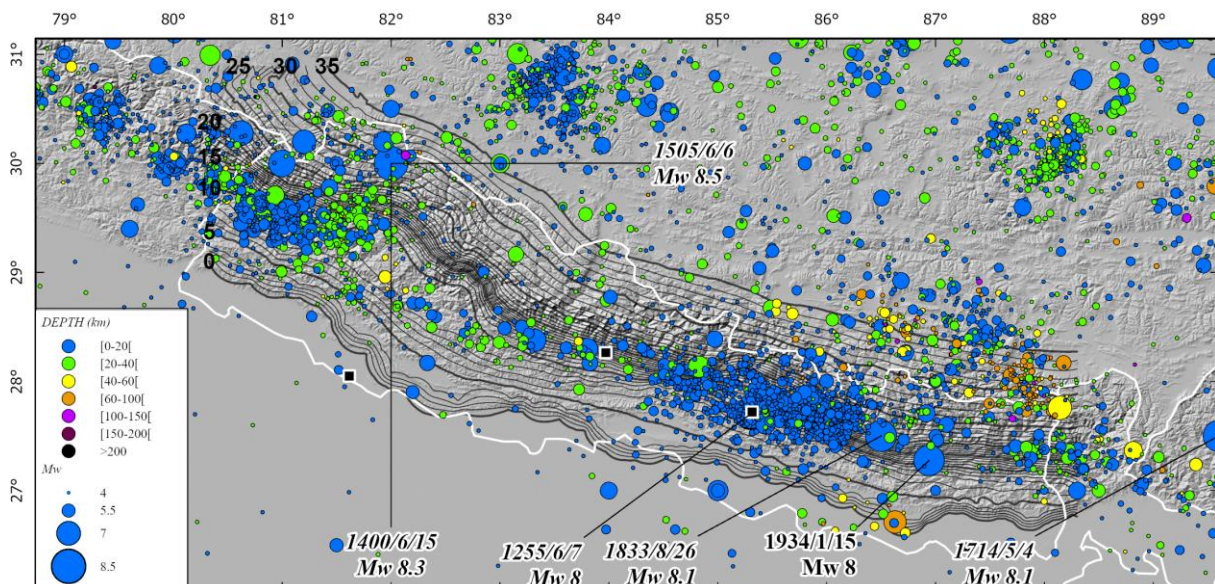 79° 80° 81° 82° 83° 84° 85° 86° 87° 88° 89°
31°
25 30 35
20
15
10
5
0
30°
29°
28°
27°
1505/6/6
Mw 8.5
DEPTH (km)
[0-20[
[20-40[
[40-60[
[60-100[
[100-150[
[150-200[
>200
Mw
4
5.5
7
8.5
1400/6/15
Mw 8.3
1255/6/7
Mw 8
1833/8/26
Mw 8.1
1934/1/15
Mw 8
1714/5/4
Mw 8.1